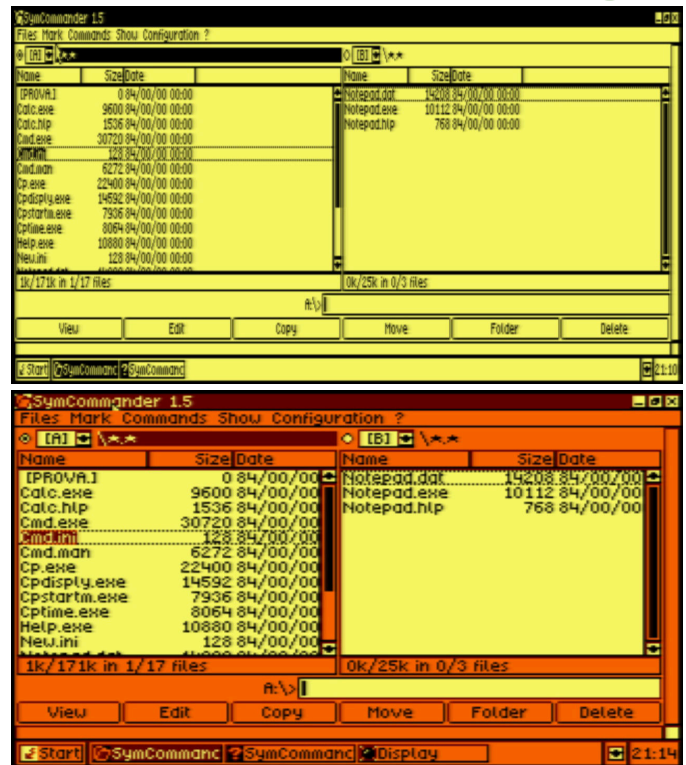 SymCommander 1.5
Files Mark Commands Show Configuration ?
[A] \*.* [B] \*.*
Name Size Date Name Size Date
[PROVA.] 0 84/00/00 00:00 Notepad.dat 14208 84/00/00 00:00
Calc.exe 9600 84/00/00 00:00 Notepad.exe 10112 84/00/00 00:00
Calc.hlp 1536 84/00/00 00:00 Notepad.hlp 768 84/00/00 00:00
Cmd.exe 30720 84/00/00 00:00
Cmd.ini 128 84/00/00 00:00
Cmd.man 6272 84/00/00 00:00
Cp.exe 22400 84/00/00 00:00
Cpdisply.exe 14592 84/00/00 00:00
Cpstartm.exe 7936 84/00/00 00:00
Cptime.exe 8064 84/00/00 00:00
Help.exe 10880 84/00/00 00:00
New.ini 128 84/00/00 00:00
1k/171k in 1/17 files 0k/25k in 0/3 files
A:\>
View Edit Copy Move Folder Delete
Start SymCommanc SymCommanc 21:10
SymCommander 1.5
Files Mark Commands Show Configuration ?
[A] \*.* [B] \*.*
Name Size Date Name Size Date
[PROVA.] 0 84/00/00 Notepad.dat 14208 84/00/00
Calc.exe 9600 84/00/00 Notepad.exe 10112 84/00/00
Calc.hlp 1536 84/00/00 Notepad.hlp 768 84/00/00
Cmd.exe 30720 84/00/00
Cmd.ini 128 84/00/00
Cmd.man 6272 84/00/00
Cp.exe 22400 84/00/00
Cpdisply.exe 14592 84/00/00
Cpstartm.exe 7936 84/00/00
Cptime.exe 8064 84/00/00
Help.exe 10880 84/00/00
New.ini 128 84/00/00
1k/171k in 1/17 files 0k/25k in 0/3 files
A:\>
View Edit Copy Move Folder Delete
Start SymCommanc SymCommanc Display 21:14